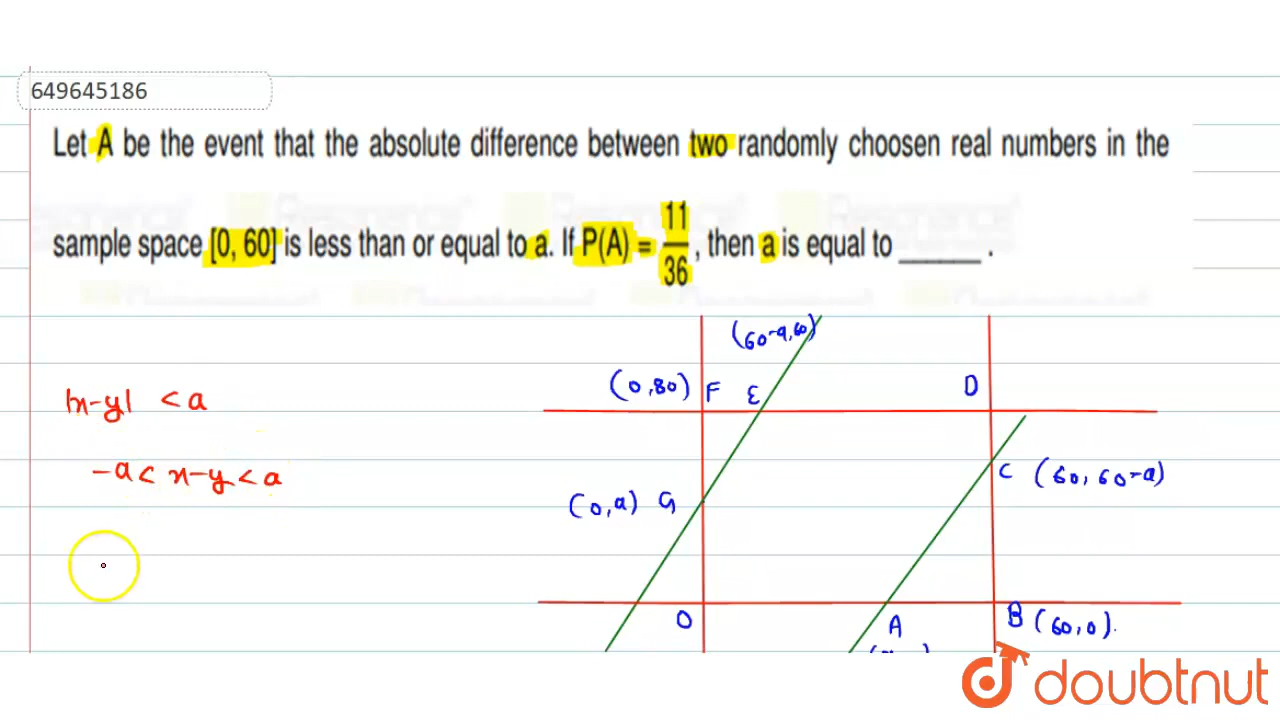 649645186
Let A be the event that the absolute difference between two randomly choosen real numbers in the
sample space [0, 60] is less than or equal to a. If P(A) = 11/36, then a is equal to ______ .
(60-a,60)
(0,80) F E D
|x-y| < a
-a < x-y < a
C (60,60-a)
(0,a) G
O A B (60,0).
doubtnut